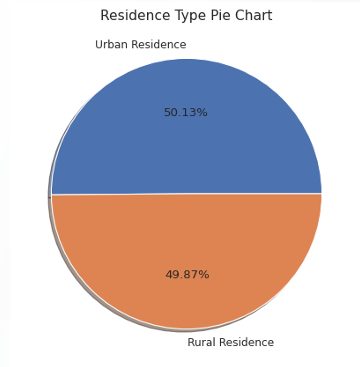 Residence Type Pie Chart
Urban Residence
50.13%
49.87%
Rural Residence